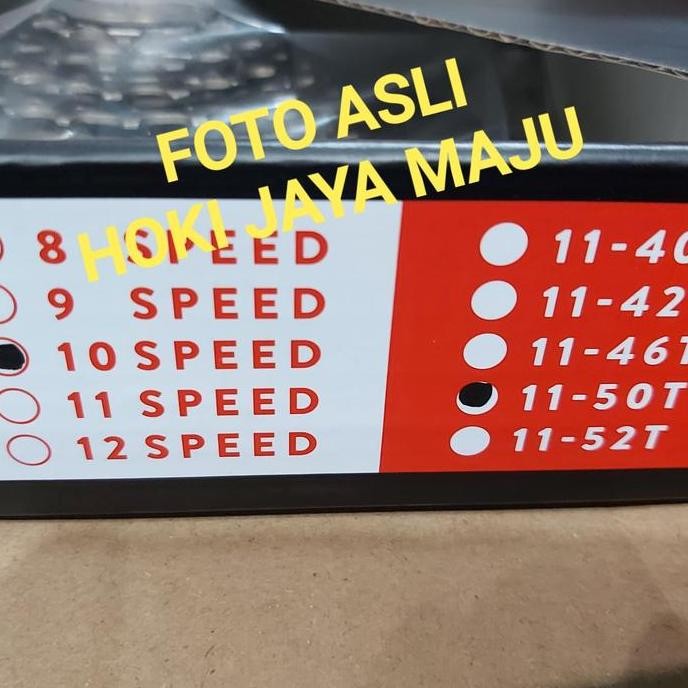 FOTO ASLI
HOKI JAYA MAJU
8 SPEED
9 SPEED
10 SPEED
11 SPEED
12 SPEED
11-40
11-42
11-46T
11-50T
11-52T